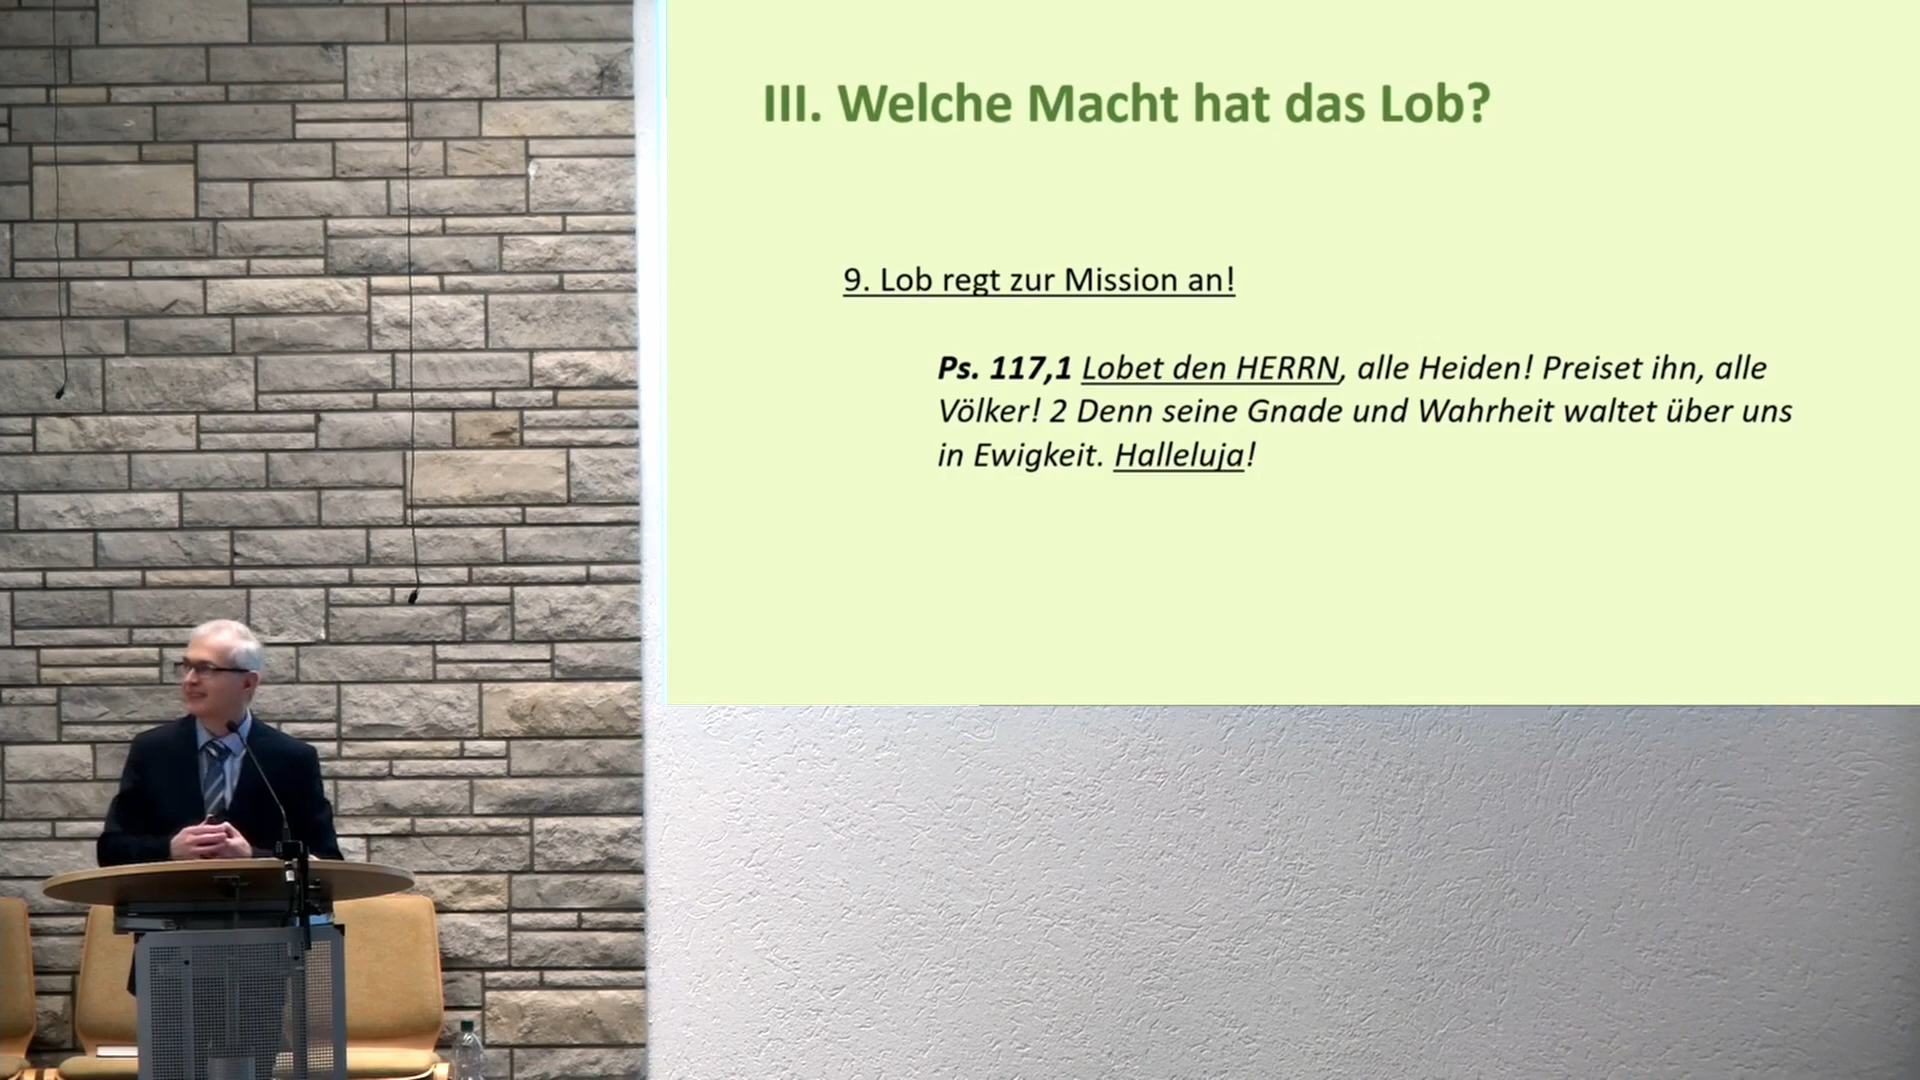 III. Welche Macht hat das Lob?
9. Lob regt zur Mission an!
Ps. 117,1 Lobet den HERRN, alle Heiden! Preiset ihn, alle
Völker! 2 Denn seine Gnade und Wahrheit waltet über uns
in Ewigkeit. Halleluja!